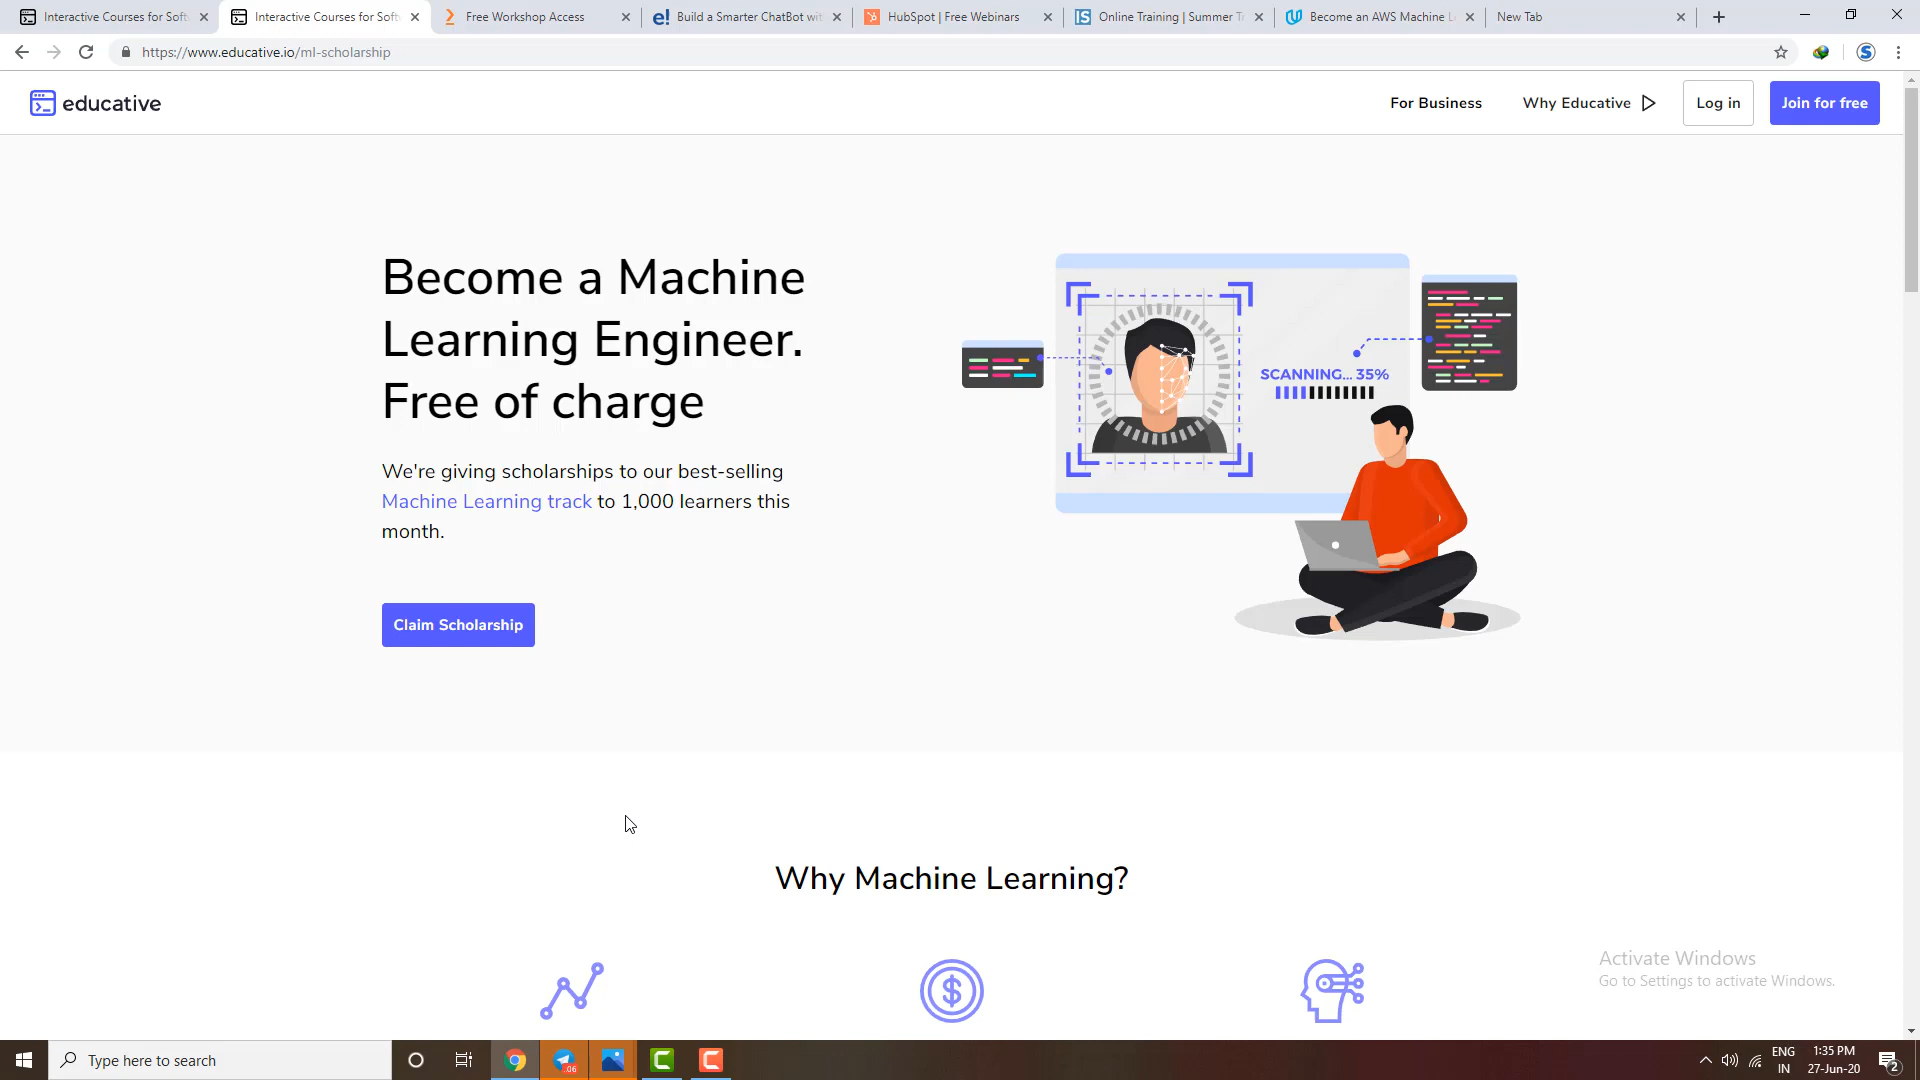 Interactive Courses for Soft
Interactive Courses for Soft
Free Workshop Access
e! Build a Smarter ChatBot wit
HubSpot | Free Webinars
IS Online Training | Summer Tr
Become an AWS Machine L
New Tab
https://www.educative.io/ml-scholarship
S
educative
For Business
Why Educative
Log in
Join for free
Become a Machine
Learning Engineer.
Free of charge
We're giving scholarships to our best-selling
Machine Learning track to 1,000 learners this
month.
Claim Scholarship
SCANNING... 35%
Why Machine Learning?
$
Activate Windows
Go to Settings to activate Windows.
Type here to search
.06
C
C
ENG
IN
1:35 PM
27-Jun-20
2